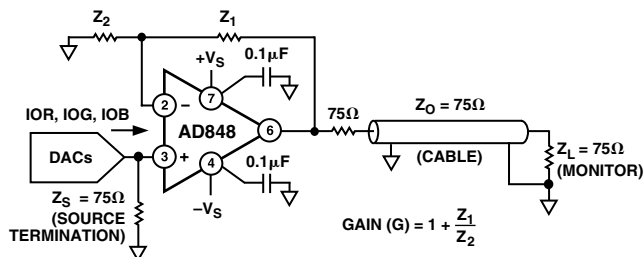 Z2
Z1
+VS
0.1µF
7
2
−
IOR, IOG, IOB
AD848
6
75Ω
ZO = 75Ω
DACs
3
+
4
0.1µF
(CABLE)
ZL = 75Ω
(MONITOR)
ZS = 75Ω
(SOURCE
TERMINATION)
−VS
GAIN (G) = 1 + Z1/Z2